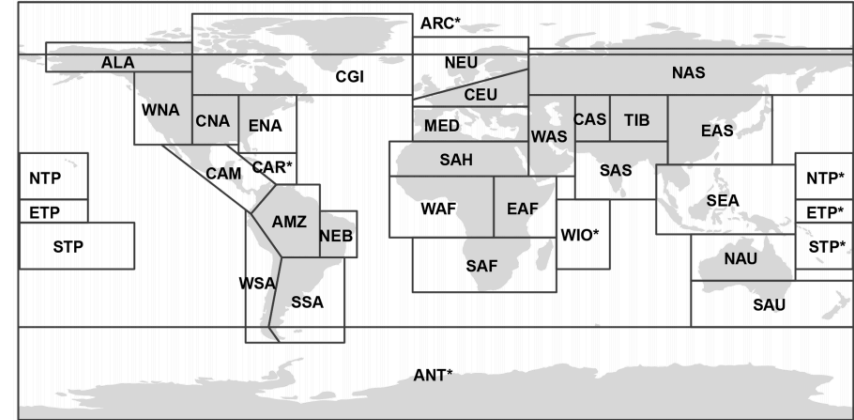 ARC*
ALA
CGI
NEU
NAS
CEU
WNA
CNA
ENA
MED
WAS
CAS
TIB
EAS
CAM
CAR*
SAH
SAS
NTP
NTP*
WAF
EAF
SEA
ETP
ETP*
AMZ
NEB
WIO*
STP
STP*
SAF
NAU
WSA
SSA
SAU
ANT*